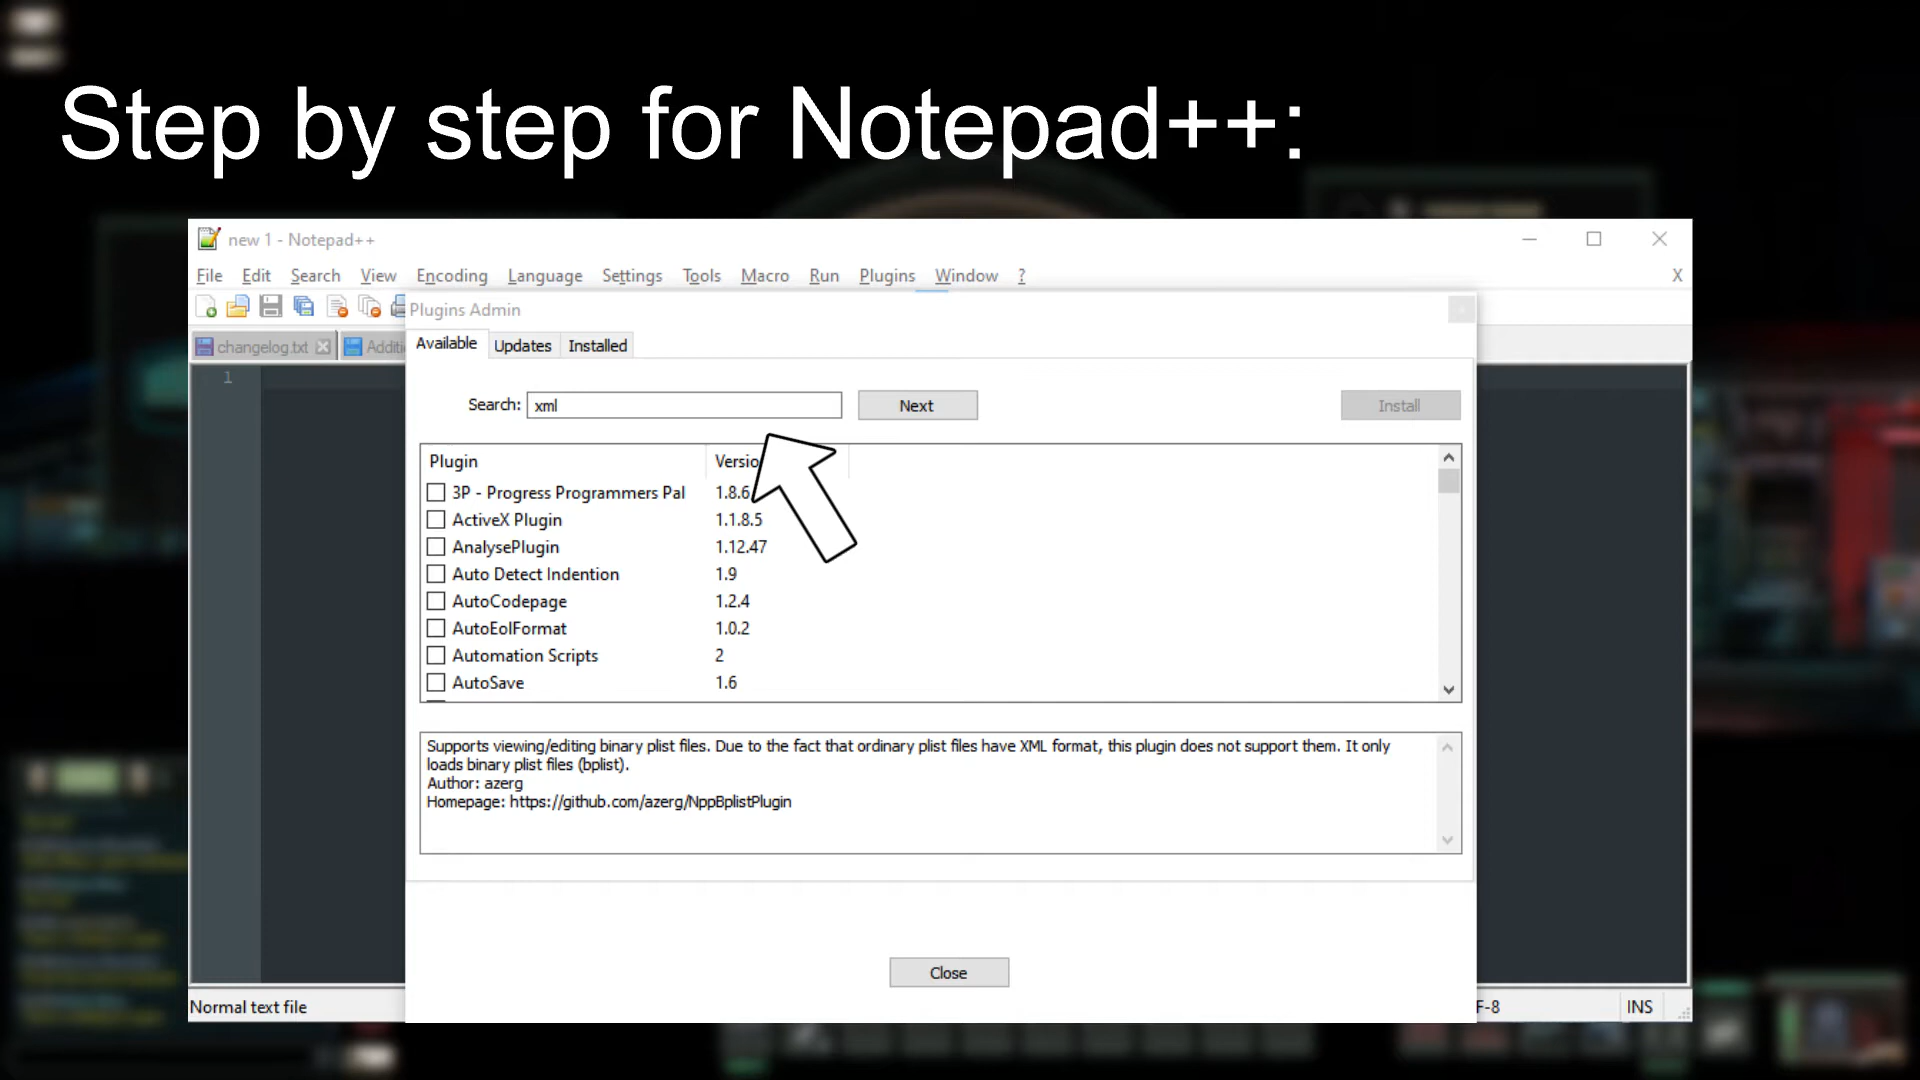 Step by step for Notepad++:
new 1 - Notepad++
File Edit Search View Encoding Language Settings Tools Macro Run Plugins Window ? X
Plugins Admin
changelog.txt Additi
Available Updates Installed
1
Search: xml Next Install
Plugin Versio
3P - Progress Programmers Pal 1.8.6
ActiveX Plugin 1.1.8.5
AnalysePlugin 1.12.47
Auto Detect Indention 1.9
AutoCodepage 1.2.4
AutoEolFormat 1.0.2
Automation Scripts 2
AutoSave 1.6
Supports viewing/editing binary plist files. Due to the fact that ordinary plist files have XML format, this plugin does not support them. It only
loads binary plist files (bplist).
Author: azerg
Homepage: https://github.com/azerg/NppBplistPlugin
Close
Normal text file F-8 INS